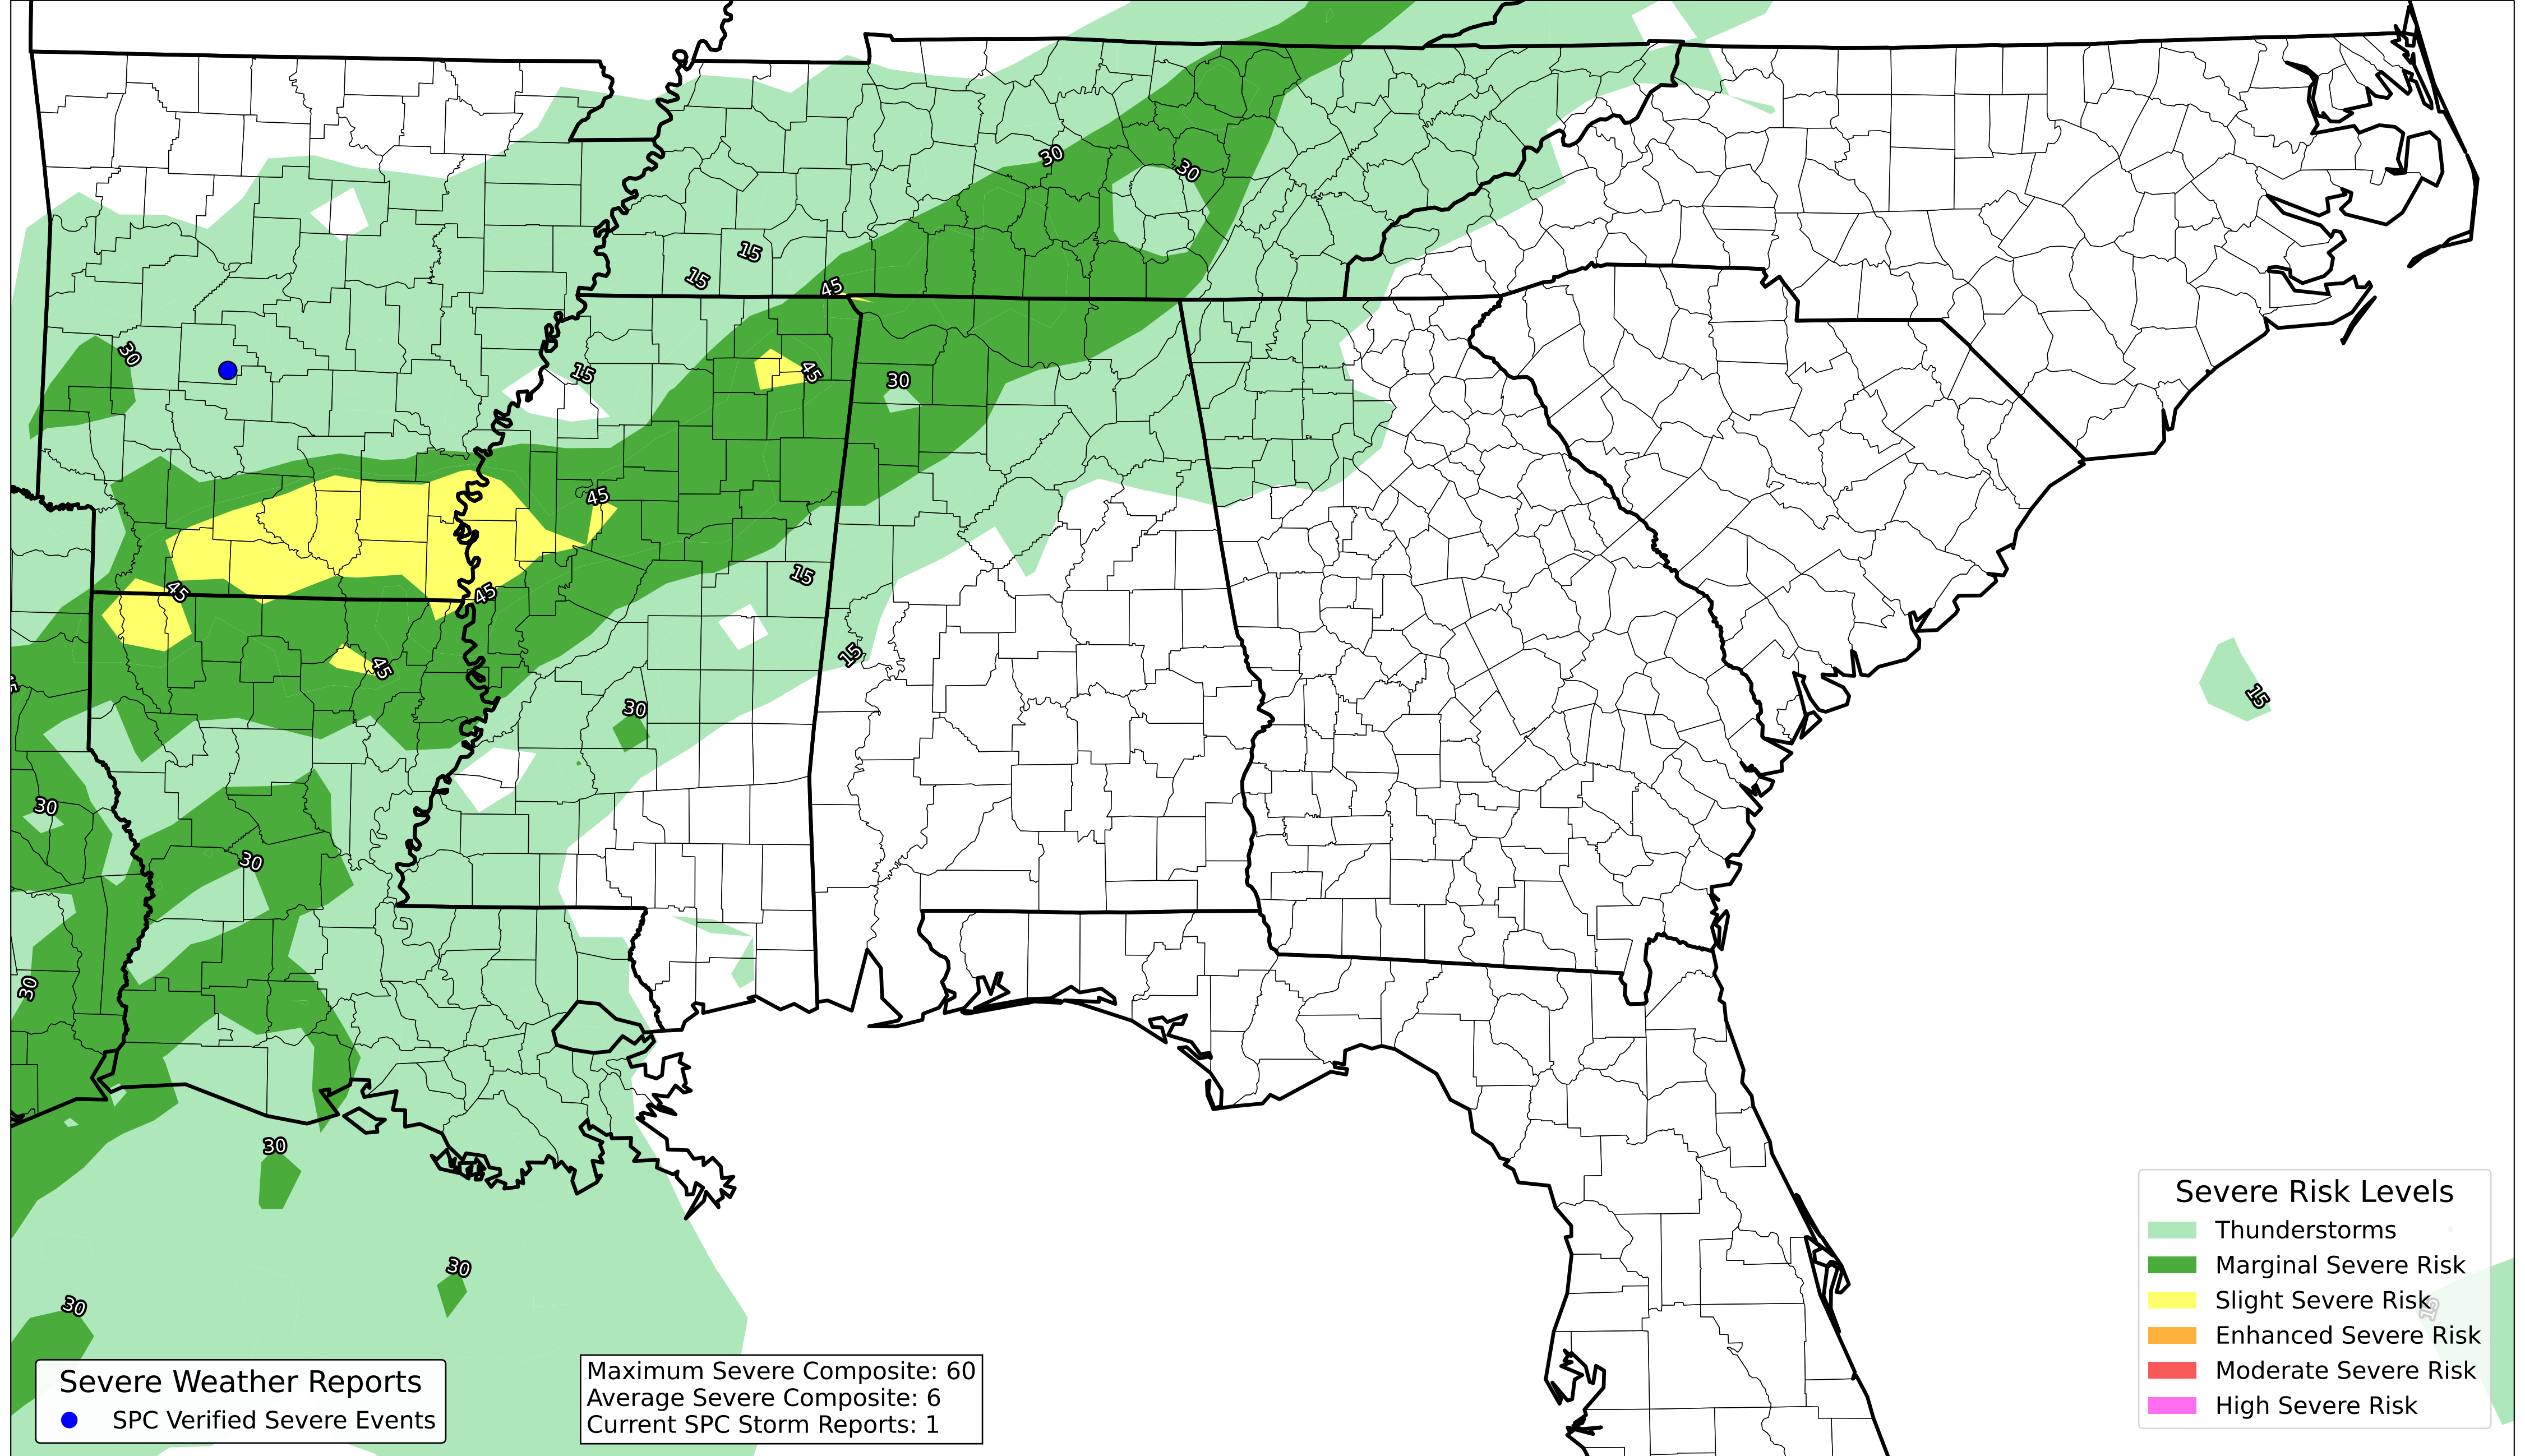 30
30
15
15
45
30
15
45
30
45
15
45
45
15
45
30
15
30
30
30
30
30
30
15
Severe Weather Reports
SPC Verified Severe Events
Maximum Severe Composite: 60
Average Severe Composite: 6
Current SPC Storm Reports: 1
Severe Risk Levels
Thunderstorms
Marginal Severe Risk
Slight Severe Risk
Enhanced Severe Risk
Moderate Severe Risk
High Severe Risk